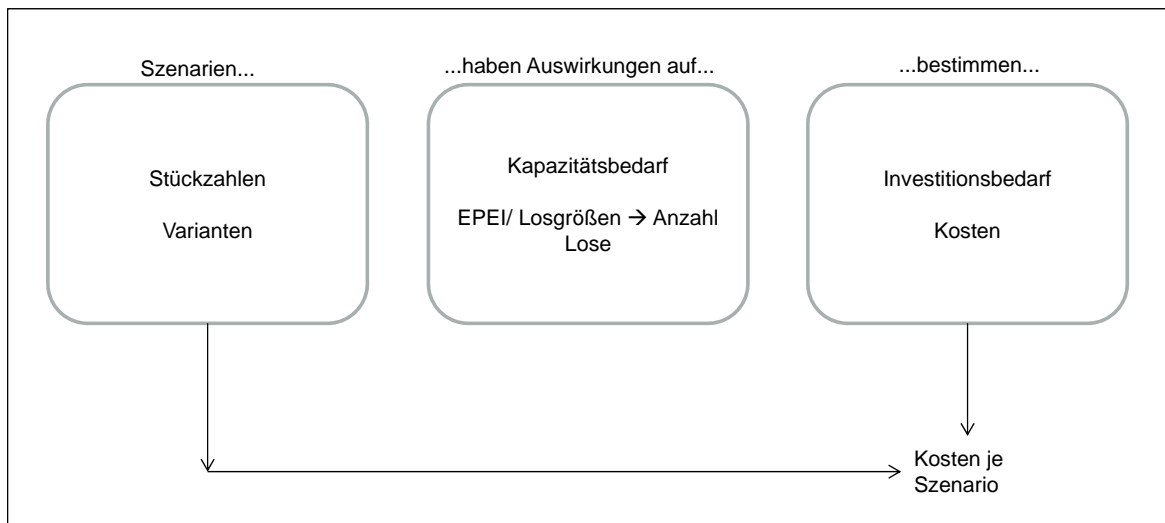 Szenarien...
...haben Auswirkungen auf...
...bestimmen...
Stückzahlen
Varianten
Kapazitätsbedarf
EPEI/ Losgrößen → Anzahl
Lose
Investitionsbedarf
Kosten
Kosten je
Szenario